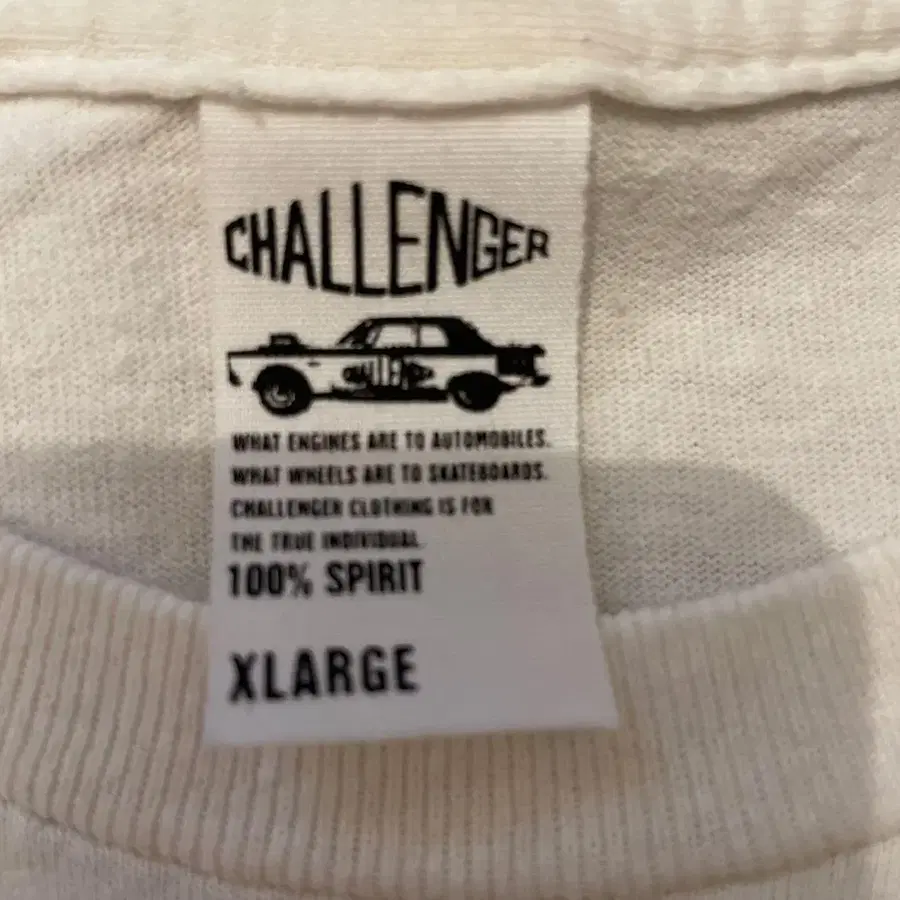 CHALLENGER
CHALLENGER
WHAT ENGINES ARE TO AUTOMOBILES.
WHAT WHEELS ARE TO SKATEBOARDS.
CHALLENGER CLOTHING IS FOR
THE TRUE INDIVIDUAL.
100% SPIRIT
XLARGE